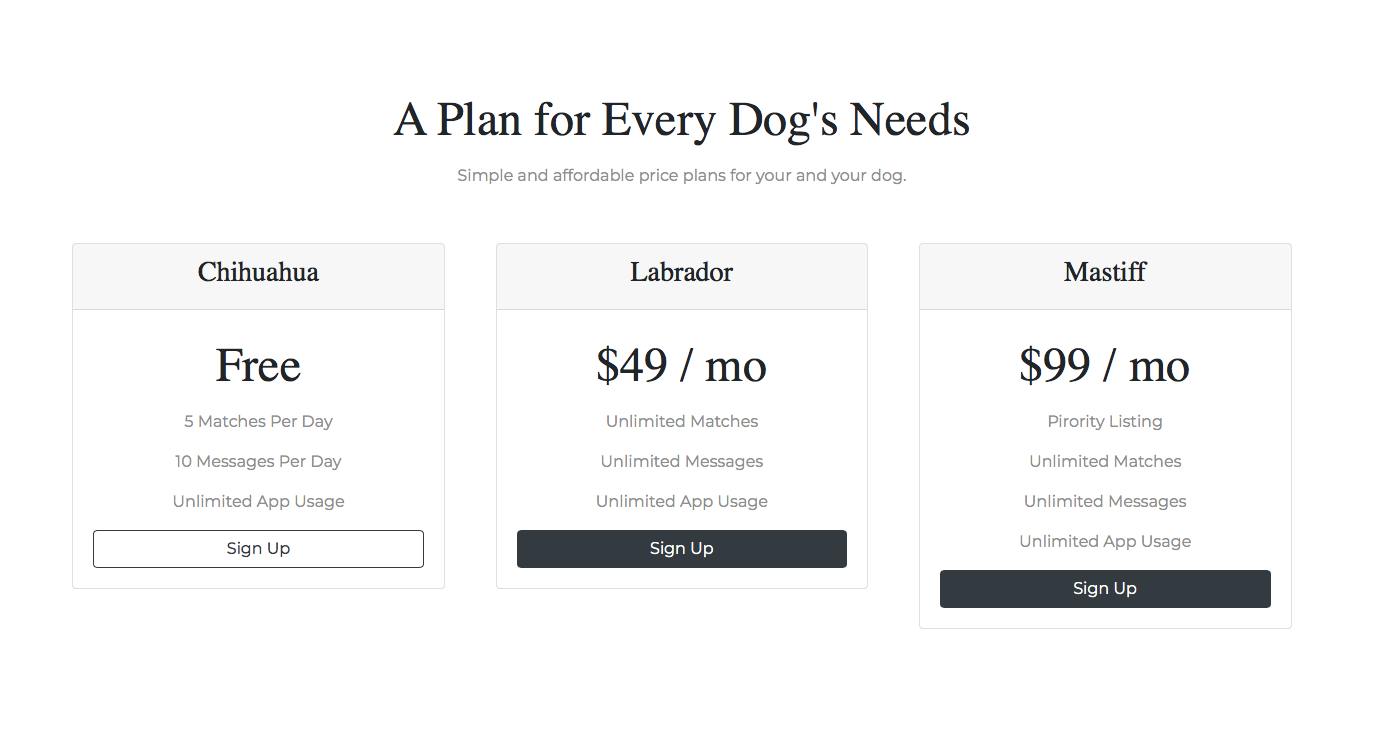 A Plan for Every Dog's Needs
Simple and affordable price plans for your and your dog.
Chihuahua
Free
5 Matches Per Day
10 Messages Per Day
Unlimited App Usage
Sign Up
Labrador
$49 / mo
Unlimited Matches
Unlimited Messages
Unlimited App Usage
Sign Up
Mastiff
$99 / mo
Pirority Listing
Unlimited Matches
Unlimited Messages
Unlimited App Usage
Sign Up